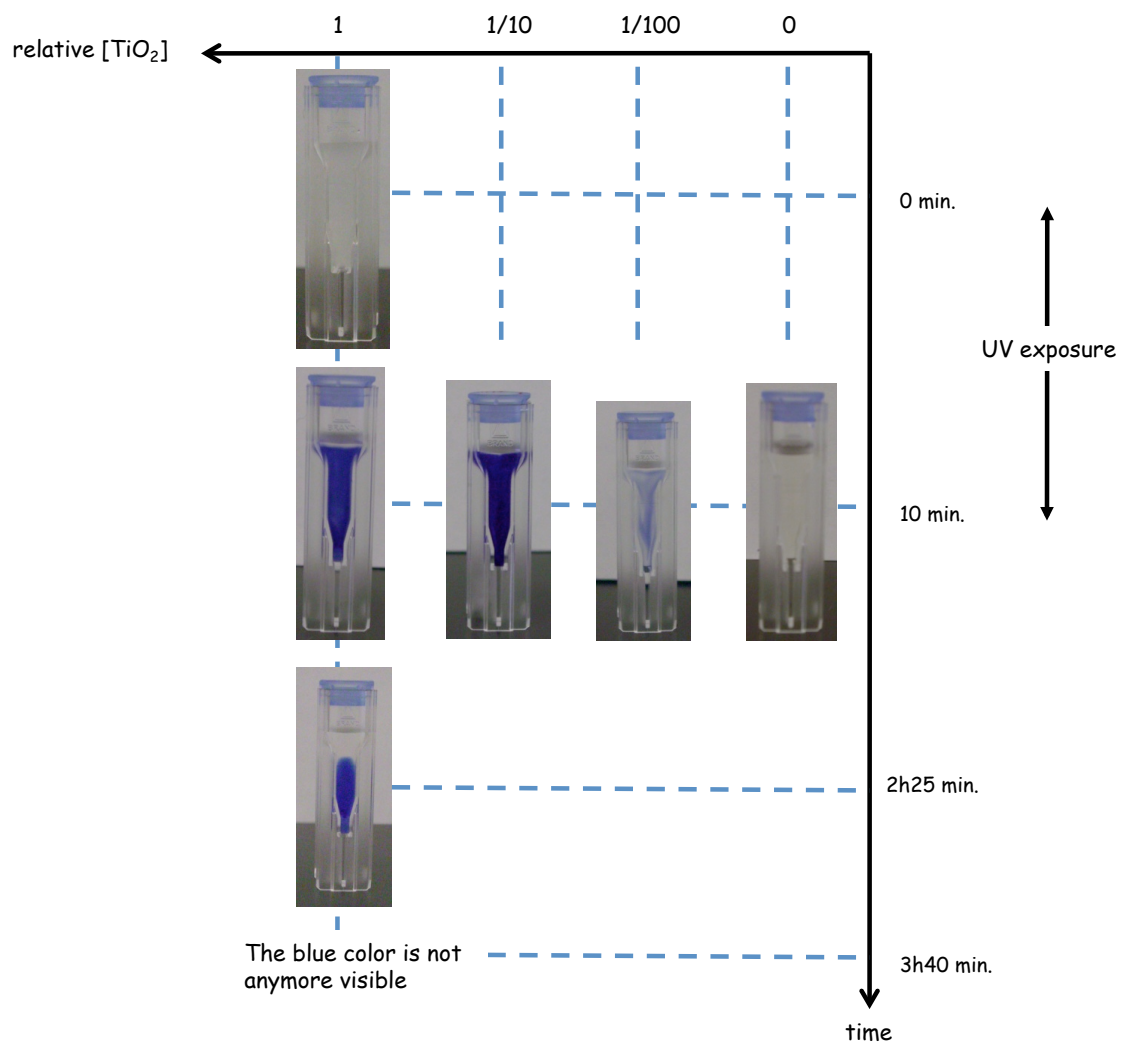 1
1/10
1/100
0
relative [TiO₂]
0 min.
UV exposure
10 min.
2h25 min.
The blue color is not
anymore visible
3h40 min.
time